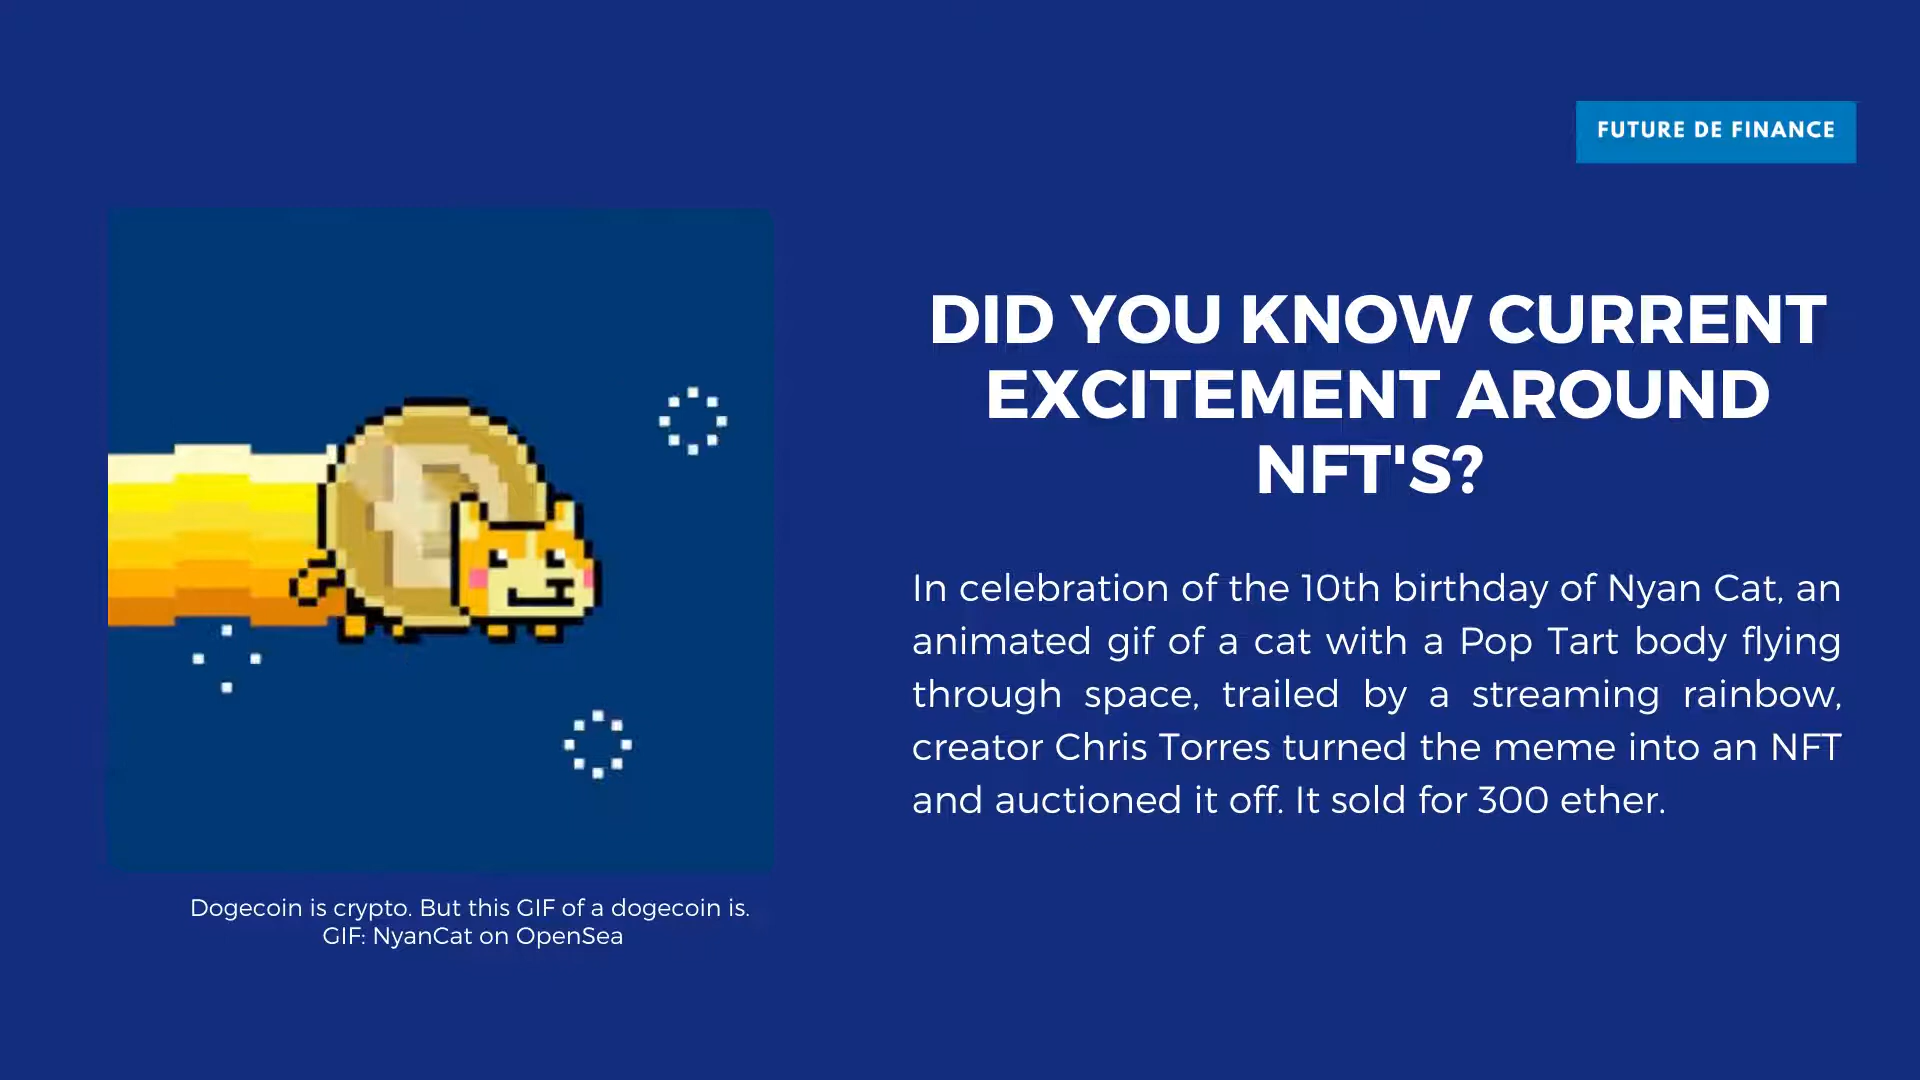 FUTURE DE FINANCE
DID YOU KNOW CURRENT
EXCITEMENT AROUND
NFT'S?
In celebration of the 10th birthday of Nyan Cat, an
animated gif of a cat with a Pop Tart body flying
through space, trailed by a streaming rainbow,
creator Chris Torres turned the meme into an NFT
and auctioned it off. It sold for 300 ether.
Dogecoin is crypto. But this GIF of a dogecoin is.
GIF: NyanCat on OpenSea